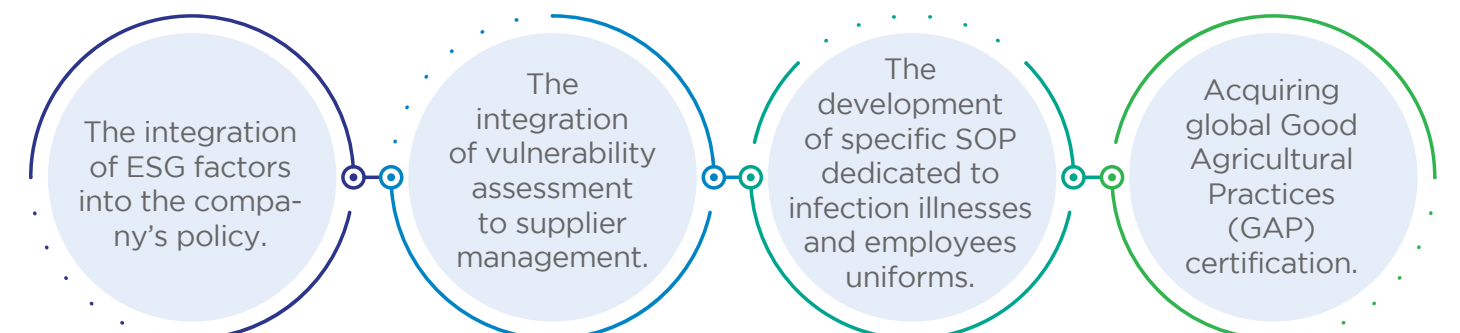 The integration
of ESG factors
into the compa-
ny's policy.
The
integration
of vulnerability
assessment
to supplier
management.
The
development
of specific SOP
dedicated to
infection illnesses
and employees
uniforms.
Acquiring
global Good
Agricultural
Practices
(GAP)
certification.